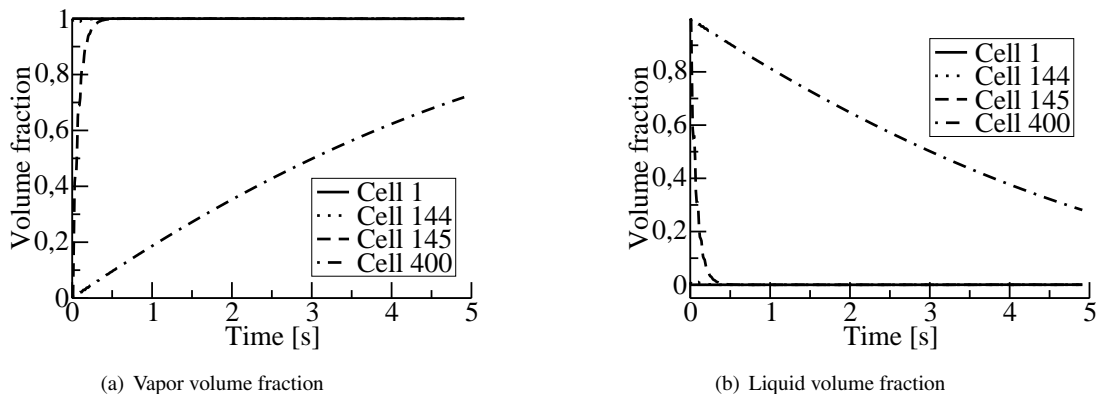 Volume fraction
1
0,8
0,6
0,4
0,2
0
0 1 2 3 4 5
Time [s]
Cell 1
Cell 144
Cell 145
Cell 400
(a) Vapor volume fraction
Volume fraction
0,8
0,6
0,4
0,2
0
0 1 2 3 4 5
Time [s]
Cell 1
Cell 144
Cell 145
Cell 400
(b) Liquid volume fraction